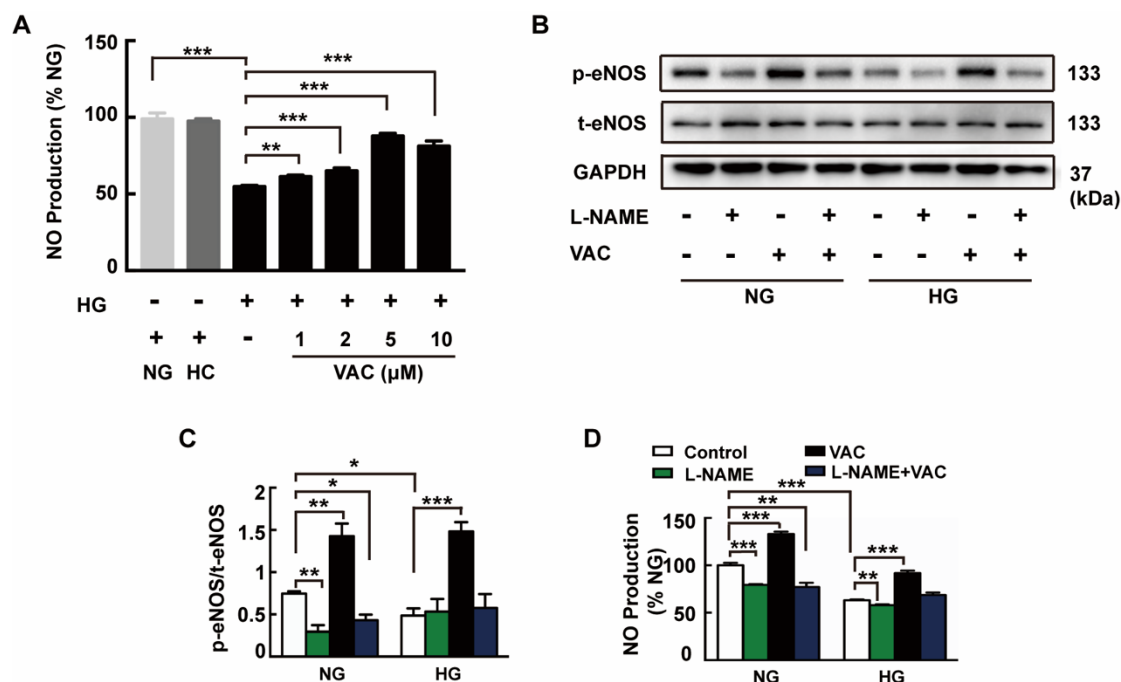 A
NO Production (% NG)
150
100
50
0
***
***
***
***
**
HG - - + + + + +
+ + - 1 2 5 10
NG HC VAC (μM)
B
p-eNOS 133
t-eNOS 133
GAPDH 37
(kDa)
L-NAME - + - + - + - +
VAC - - + + - - + +
NG HG
C
p-eNOS/t-eNOS
2
1.5
1
0.5
0
*
*
**
***
**
NG HG
D
Control VAC
L-NAME L-NAME+VAC
NO Production
(% NG)
150
100
50
0
***
**
***
***
***
**
NG HG